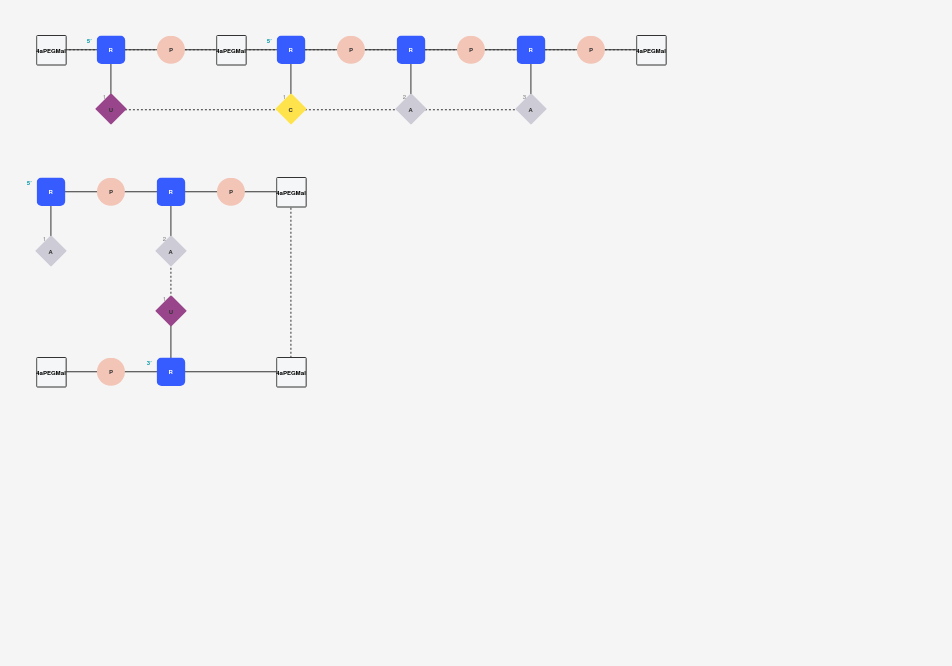 4aPEGMal 5' R P 4aPEGMal 5' R P R P R P 4aPEGMal
1 U 1 C 2 A 3 A
5' R P R P 4aPEGMal
1 A 2 A
1 U
4aPEGMal P 3' R 4aPEGMal